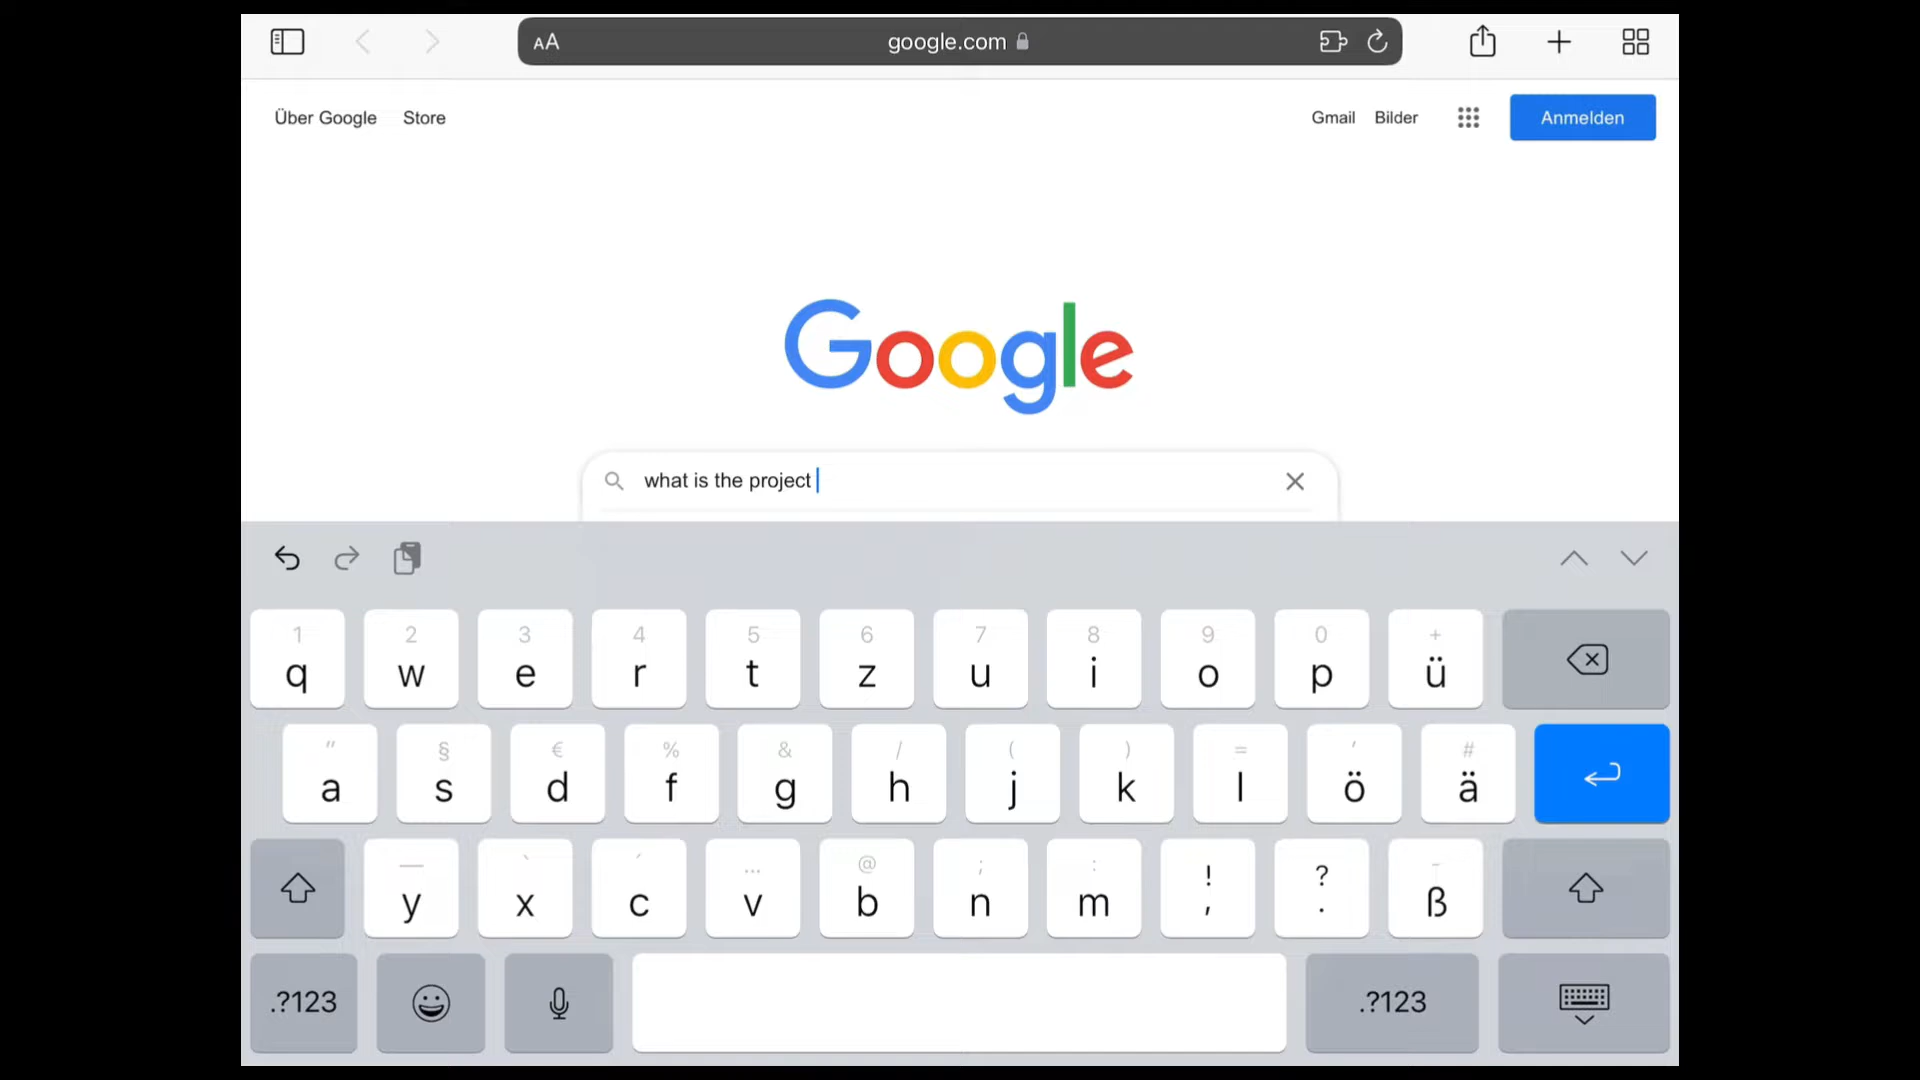 AA google.com
Über Google Store Gmail Bilder Anmelden
Google
what is the project
1 2 3 4 5 6 7 8 9 0 +
q w e r t z u i o p ü
" § € % & / ( ) = ' #
a s d f g h j k l ö ä
— ` ´ ... @ ; : ! ? -
y x c v b n m , . ß
.?123 .?123